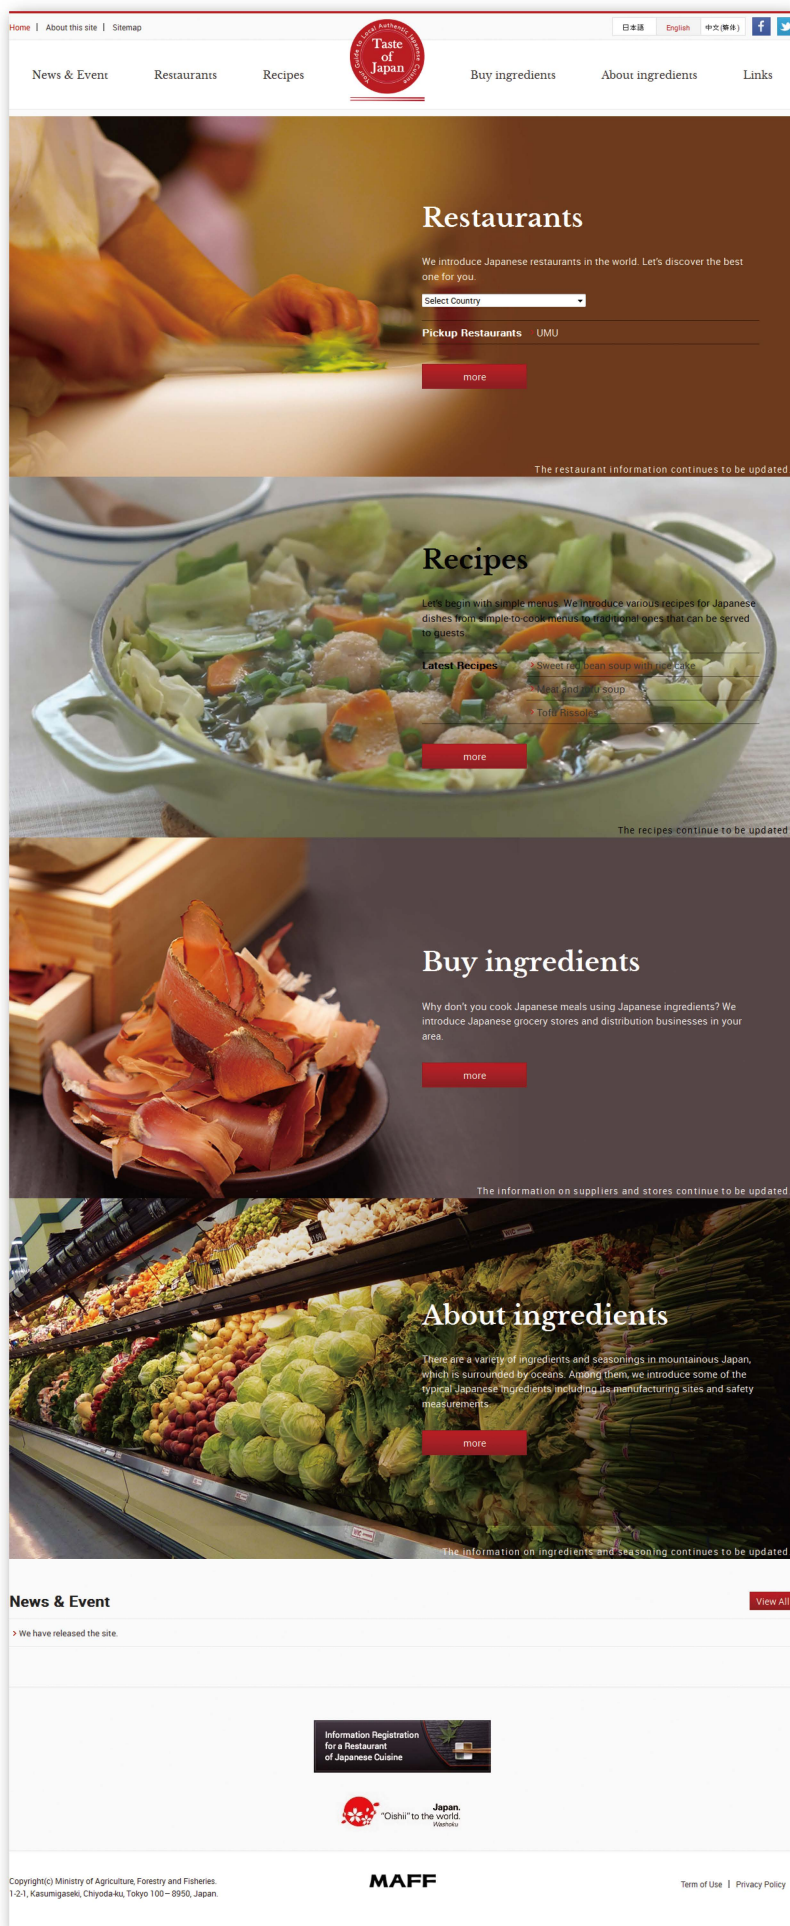 Home | About this site | Sitemap
日本語 English 中文(簡体)
Your Guide to Local Authentic Japanese Cuisine
Taste
of
Japan
News & Event Restaurants Recipes Buy ingredients About ingredients Links
Restaurants
We introduce Japanese restaurants in the world. Let's discover the best
one for you.
Select Country
Pickup Restaurants UMU
more
The restaurant information continues to be updated.
Recipes
Let's begin with simple menus. We introduce various recipes for Japanese
dishes from simple-to-cook menus to traditional ones that can be served
to guests
Latest Recipes > Sweet red bean soup with rice cake
> Meat and tofu soup
> Tofu Rissoles
more
The recipes continue to be updated
Buy ingredients
Why don't you cook Japanese meals using Japanese ingredients? We
introduce Japanese grocery stores and distribution businesses in your
area.
more
The information on suppliers and stores continue to be updated
About ingredients
There are a variety of ingredients and seasonings in mountainous Japan,
which is surrounded by oceans. Among them, we introduce some of the
typical Japanese ingredients including its manufacturing sites and safety
measurements
more
The information on ingredients and seasoning continues to be updated
News & Event
View All
> We have released the site.
Information Registration
for a Restaurant
of Japanese Cuisine
Japan.
"Oishii" to the world.
Washoku
Copyright(c) Ministry of Agriculture, Forestry and Fisheries.
1-2-1, Kasumigaseki, Chiyoda-ku, Tokyo 100－8950, Japan.
MAFF
Term of Use | Privacy Policy